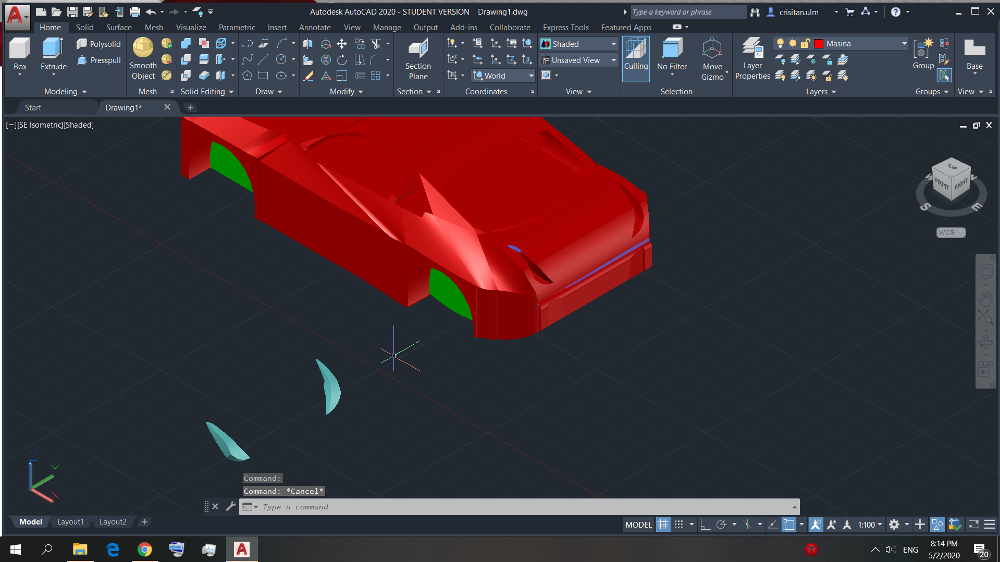 Autodesk AutoCAD 2020 - STUDENT VERSION Drawing1.dwg
Type a keyword or phrase
crisitan.ulm
Home Solid Surface Mesh Visualize Parametric Insert Annotate View Manage Output Add-ins Collaborate Express Tools Featured Apps
Box
Extrude
Polysolid
Presspull
Smooth
Object
Section
Plane
World
Shaded
Unsaved View
Culling
No Filter
Move
Gizmo
Layer
Properties
Masina
Group
Base
Modeling Mesh Solid Editing Draw Modify Section Coordinates View Selection Layers Groups View
Start
Drawing1*
[−][SE Isometric][Shaded]
TOP
FRONT
RIGHT
W
N
S
E
WCS
Z
Y
X
Command:
Command: *Cancel*
Type a command
Model Layout1 Layout2
MODEL
1:100
ENG
8:14 PM
5/2/2020
20